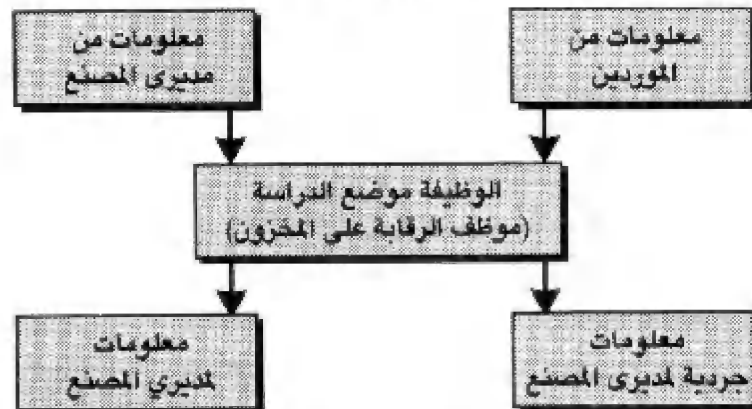 معلومات من
مديرى المصنع
معلومات من
الموردين
الوظيفة موضع الدراسة
(موظف الرقابة على المخزون)
معلومات
جردية لمديرى المصنع
معلومات
لمديري المصنع